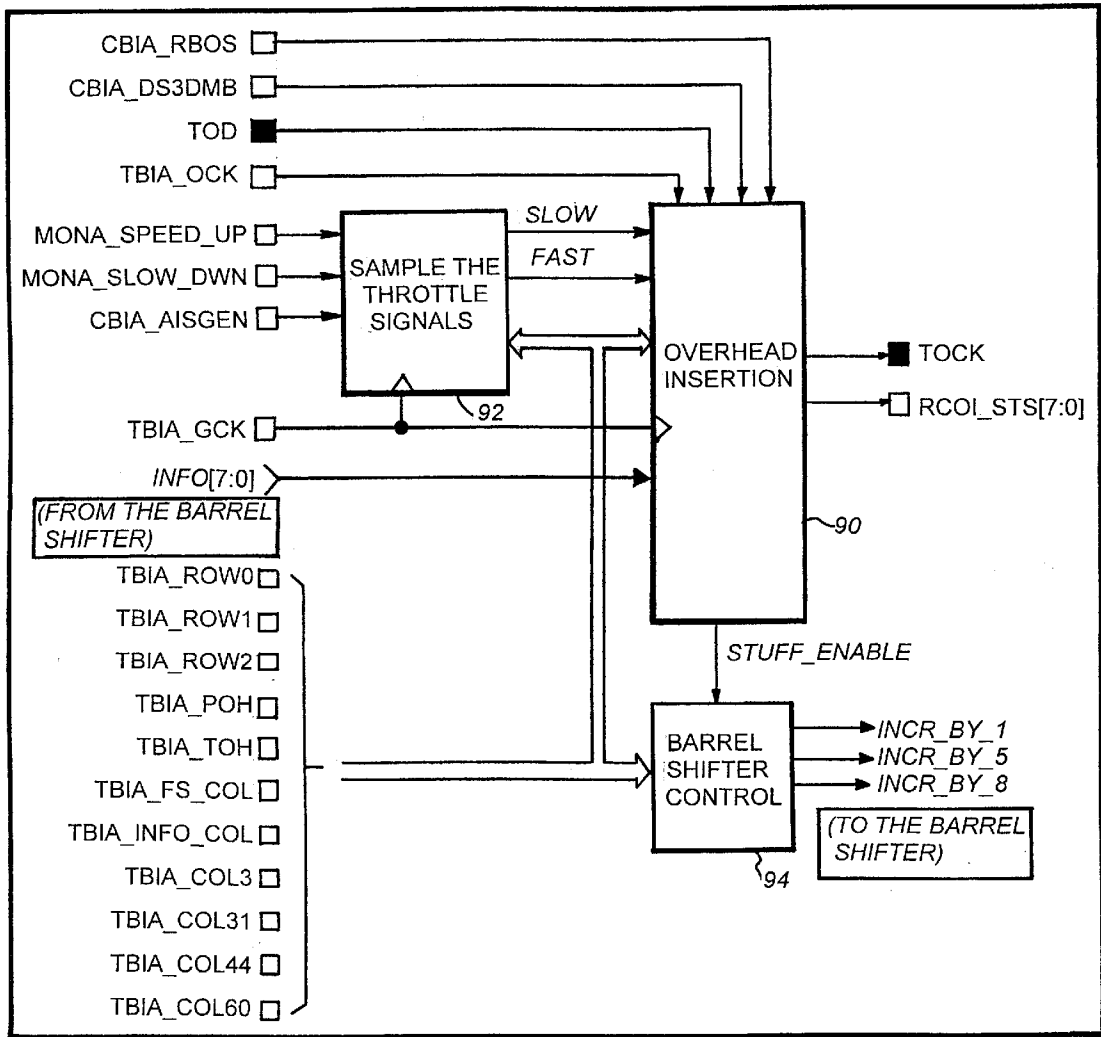 CBIA_RBOS
CBIA_DS3DMB
TOD
TBIA_OCK
MONA_SPEED_UP
MONA_SLOW_DWN
CBIA_AISGEN
SAMPLE THE
THROTTLE
SIGNALS
92
SLOW
FAST
OVERHEAD
INSERTION
90
TOCK
RCOI_STS[7:0]
TBIA_GCK
INFO[7:0]
(FROM THE BARREL
SHIFTER)
TBIA_ROW0
TBIA_ROW1
TBIA_ROW2
TBIA_POH
TBIA_TOH
TBIA_FS_COL
TBIA_INFO_COL
TBIA_COL3
TBIA_COL31
TBIA_COL44
TBIA_COL60
STUFF_ENABLE
BARREL
SHIFTER
CONTROL
94
INCR_BY_1
INCR_BY_5
INCR_BY_8
(TO THE BARREL
SHIFTER)